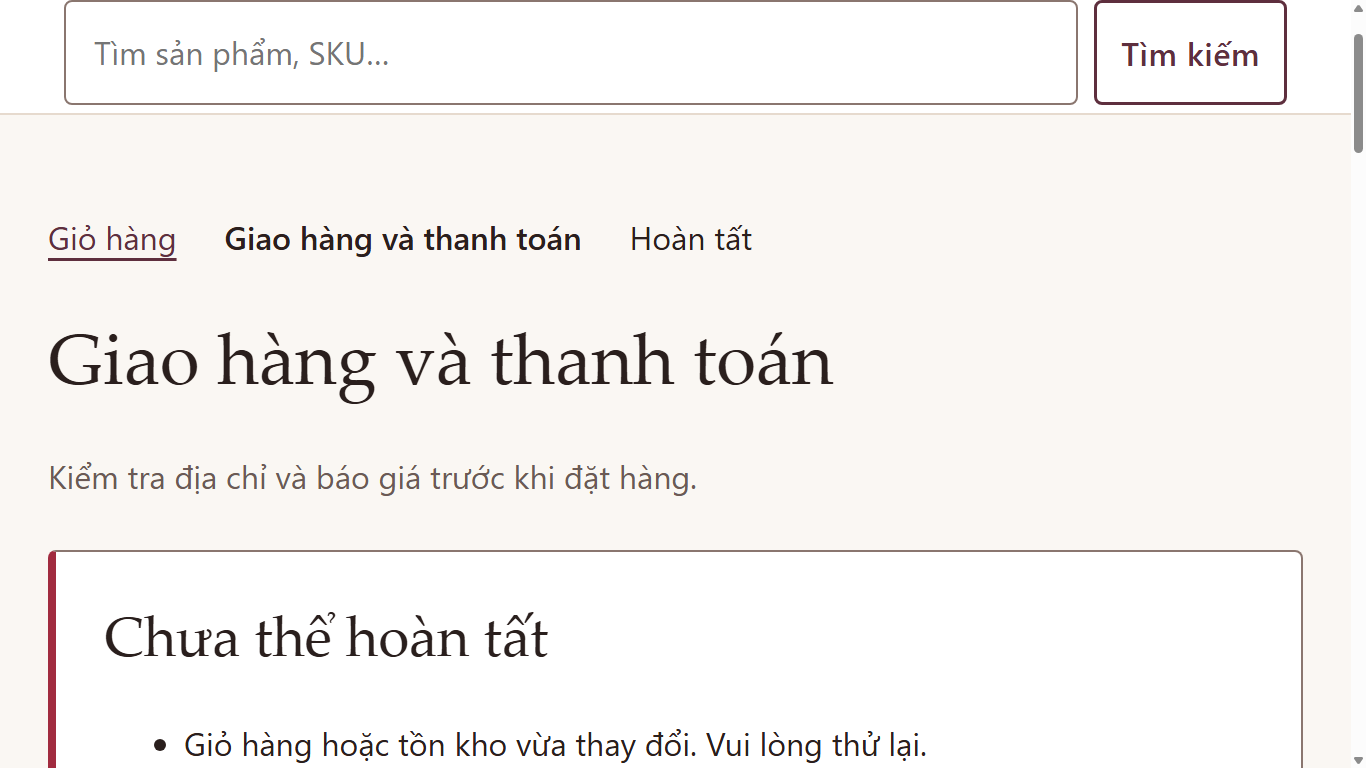 Tìm sản phẩm, SKU...
Tìm kiếm
Giỏ hàng
Giao hàng và thanh toán
Hoàn tất
Giao hàng và thanh toán
Kiểm tra địa chỉ và báo giá trước khi đặt hàng.
Chưa thể hoàn tất
Giỏ hàng hoặc tồn kho vừa thay đổi. Vui lòng thử lại.